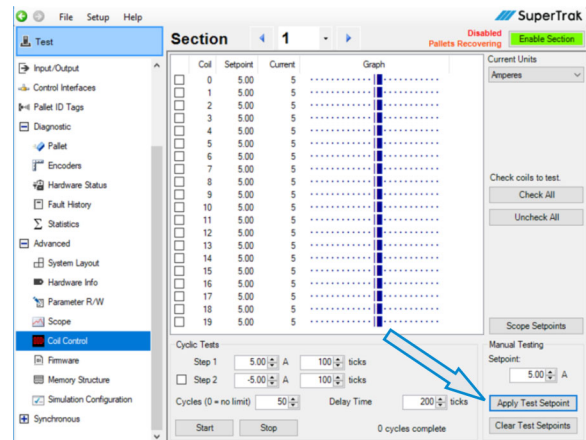 File Setup Help
SuperTrak
Test
Section 1
Disabled
Pallets Recovering
Enable Section
Input/Output
Control Interfaces
Pallet ID Tags
Diagnostic
Pallet
Encoders
Hardware Status
Fault History
Statistics
Advanced
System Layout
Hardware Info
Parameter R/W
Scope
Coil Control
Firmware
Memory Structure
Simulation Configuration
Synchronous
Coil Setpoint Current Graph
0 5.00 5
1 5.00 5
2 5.00 5
3 5.00 5
4 5.00 5
5 5.00 5
6 5.00 5
7 5.00 5
8 5.00 5
9 5.00 5
10 5.00 5
11 5.00 5
12 5.00 5
13 5.00 5
14 5.00 5
15 5.00 5
16 5.00 5
17 5.00 5
18 5.00 5
19 5.00 5
Current Units
Amperes
Check coils to test.
Check All
Uncheck All
Scope Setpoints
Cyclic Tests
Step 1 5.00 A 100 ticks
Step 2 -5.00 A 100 ticks
Cycles (0 = no limit) 50 Delay Time 200 ticks
Start Stop 0 cycles complete
Manual Testing
Setpoint:
5.00 A
Apply Test Setpoint
Clear Test Setpoints